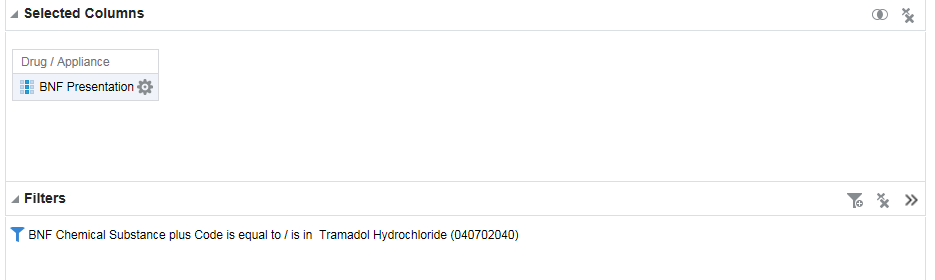 Selected Columns
Drug / Appliance
BNF Presentation
Filters
BNF Chemical Substance plus Code is equal to / is in Tramadol Hydrochloride (040702040)